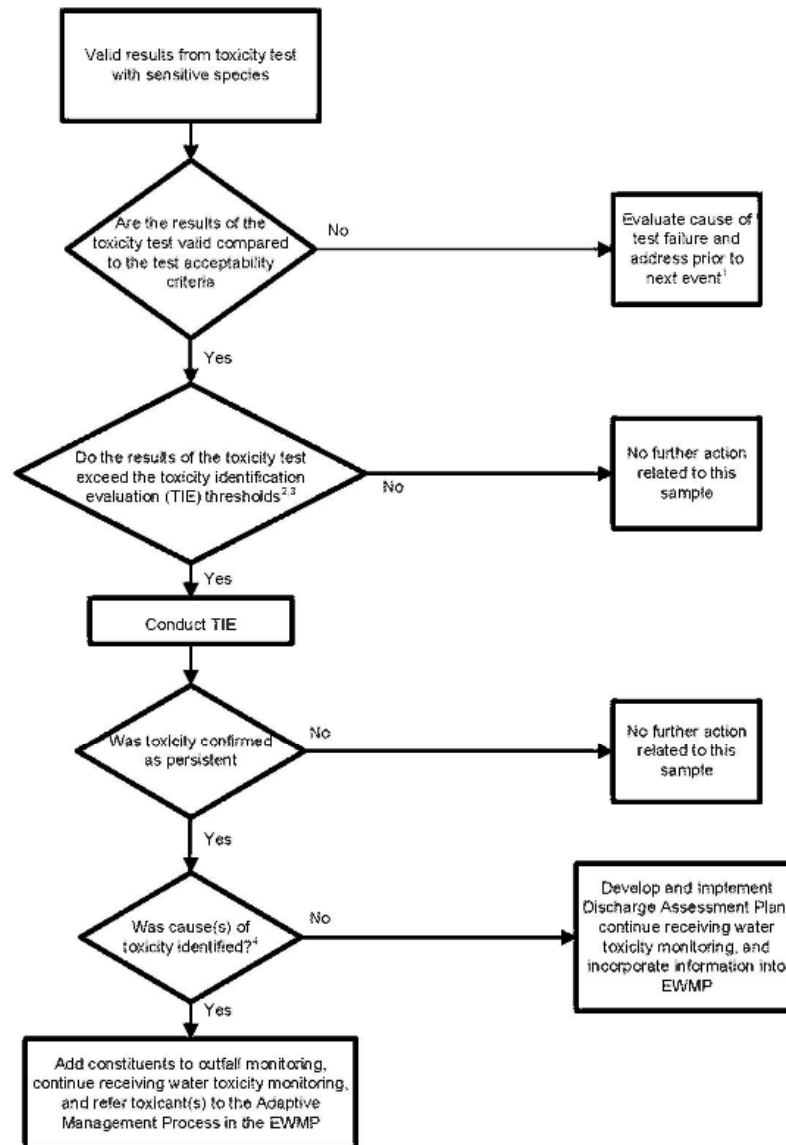 Valid results from toxicity test
with sensitive species
Are the results of the
toxicity test valid compared
to the test acceptability
criteria
No
Evaluate cause of
test failure and
address prior to
next event¹
Yes
Do the results of the toxicity test
exceed the toxicity identification
evaluation (TIE) thresholds²,³
No
No further action
related to this
sample
Yes
Conduct TIE
Was toxicity confirmed
as persistent
No
No further action
related to this
sample
Yes
Was cause(s) of
toxicity identified?⁴
No
Develop and implement
Discharge Assessment Plan,
continue receiving water
toxicity monitoring, and
incorporate information into
EWMP
Yes
Add constituents to outfall monitoring,
continue receiving water toxicity monitoring,
and refer toxicant(s) to the Adaptive
Management Process in the EWMP